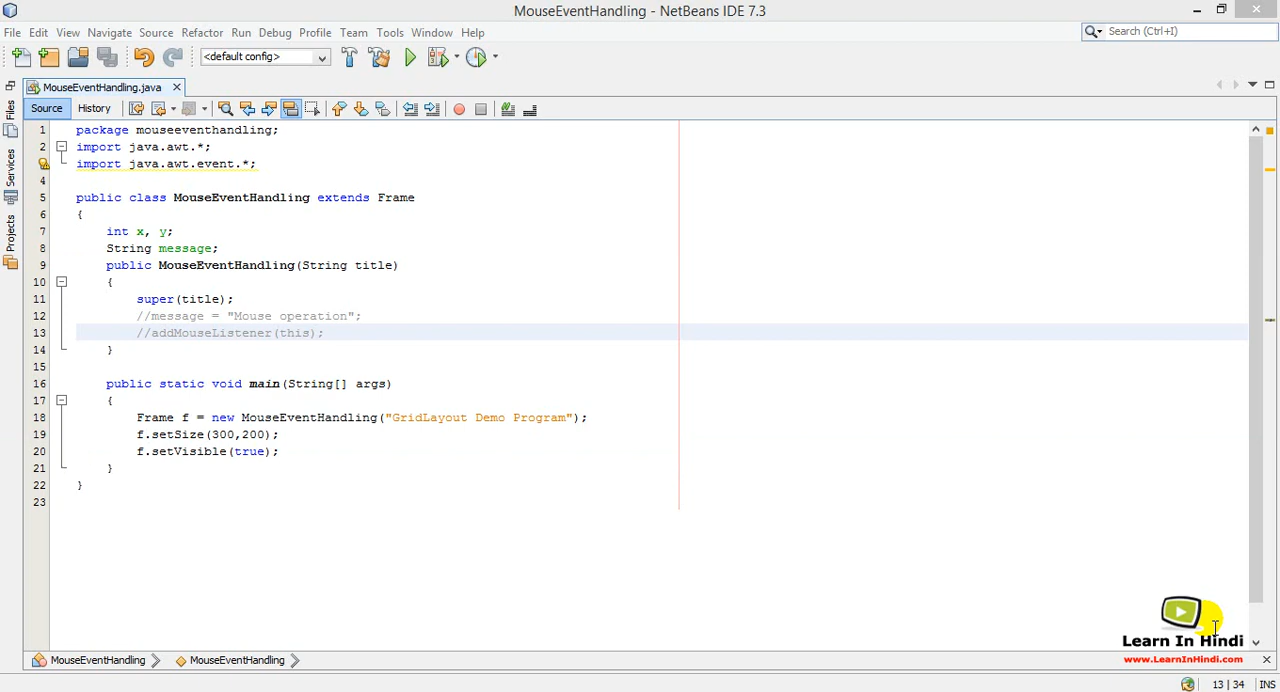 MouseEventHandling - NetBeans IDE 7.3
File Edit View Navigate Source Refactor Run Debug Profile Team Tools Window Help
Search (Ctrl+I)
<default config>
MouseEventHandling.java
Source History
Files
Services
Projects
1 package mouseeventhandling;
2 import java.awt.*;
import java.awt.event.*;
4
5 public class MouseEventHandling extends Frame
6 {
7 int x, y;
8 String message;
9 public MouseEventHandling(String title)
10 {
11 super(title);
12 //message = "Mouse operation";
13 //addMouseListener(this);
14 }
15
16 public static void main(String[] args)
17 {
18 Frame f = new MouseEventHandling("GridLayout Demo Program");
19 f.setSize(300,200);
20 f.setVisible(true);
21 }
22 }
23
Learn In Hindi
www.LearnInHindi.com
MouseEventHandling MouseEventHandling
13 | 34 INS